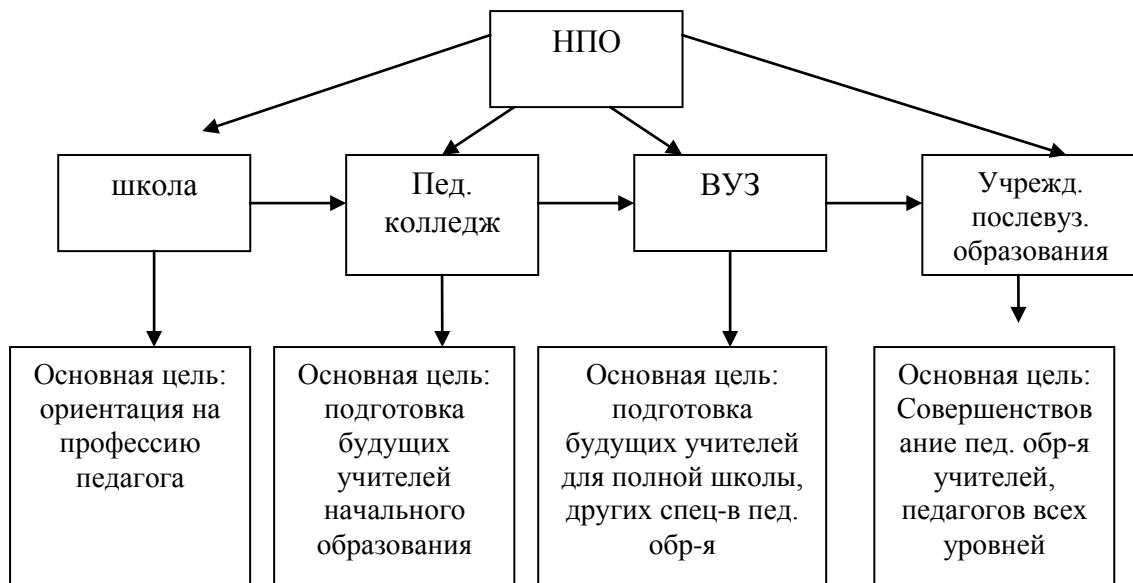 НПО
школа
Пед.
колледж
ВУЗ
Учрежд.
послевуз.
образования
Основная цель:
ориентация на
профессию
педагога
Основная цель:
подготовка
будущих
учителей
начального
образования
Основная цель:
подготовка
будущих учителей
для полной школы,
других спец-в пед.
обр-я
Основная цель:
Совершенствов
ание пед. обр-я
учителей,
педагогов всех
уровней